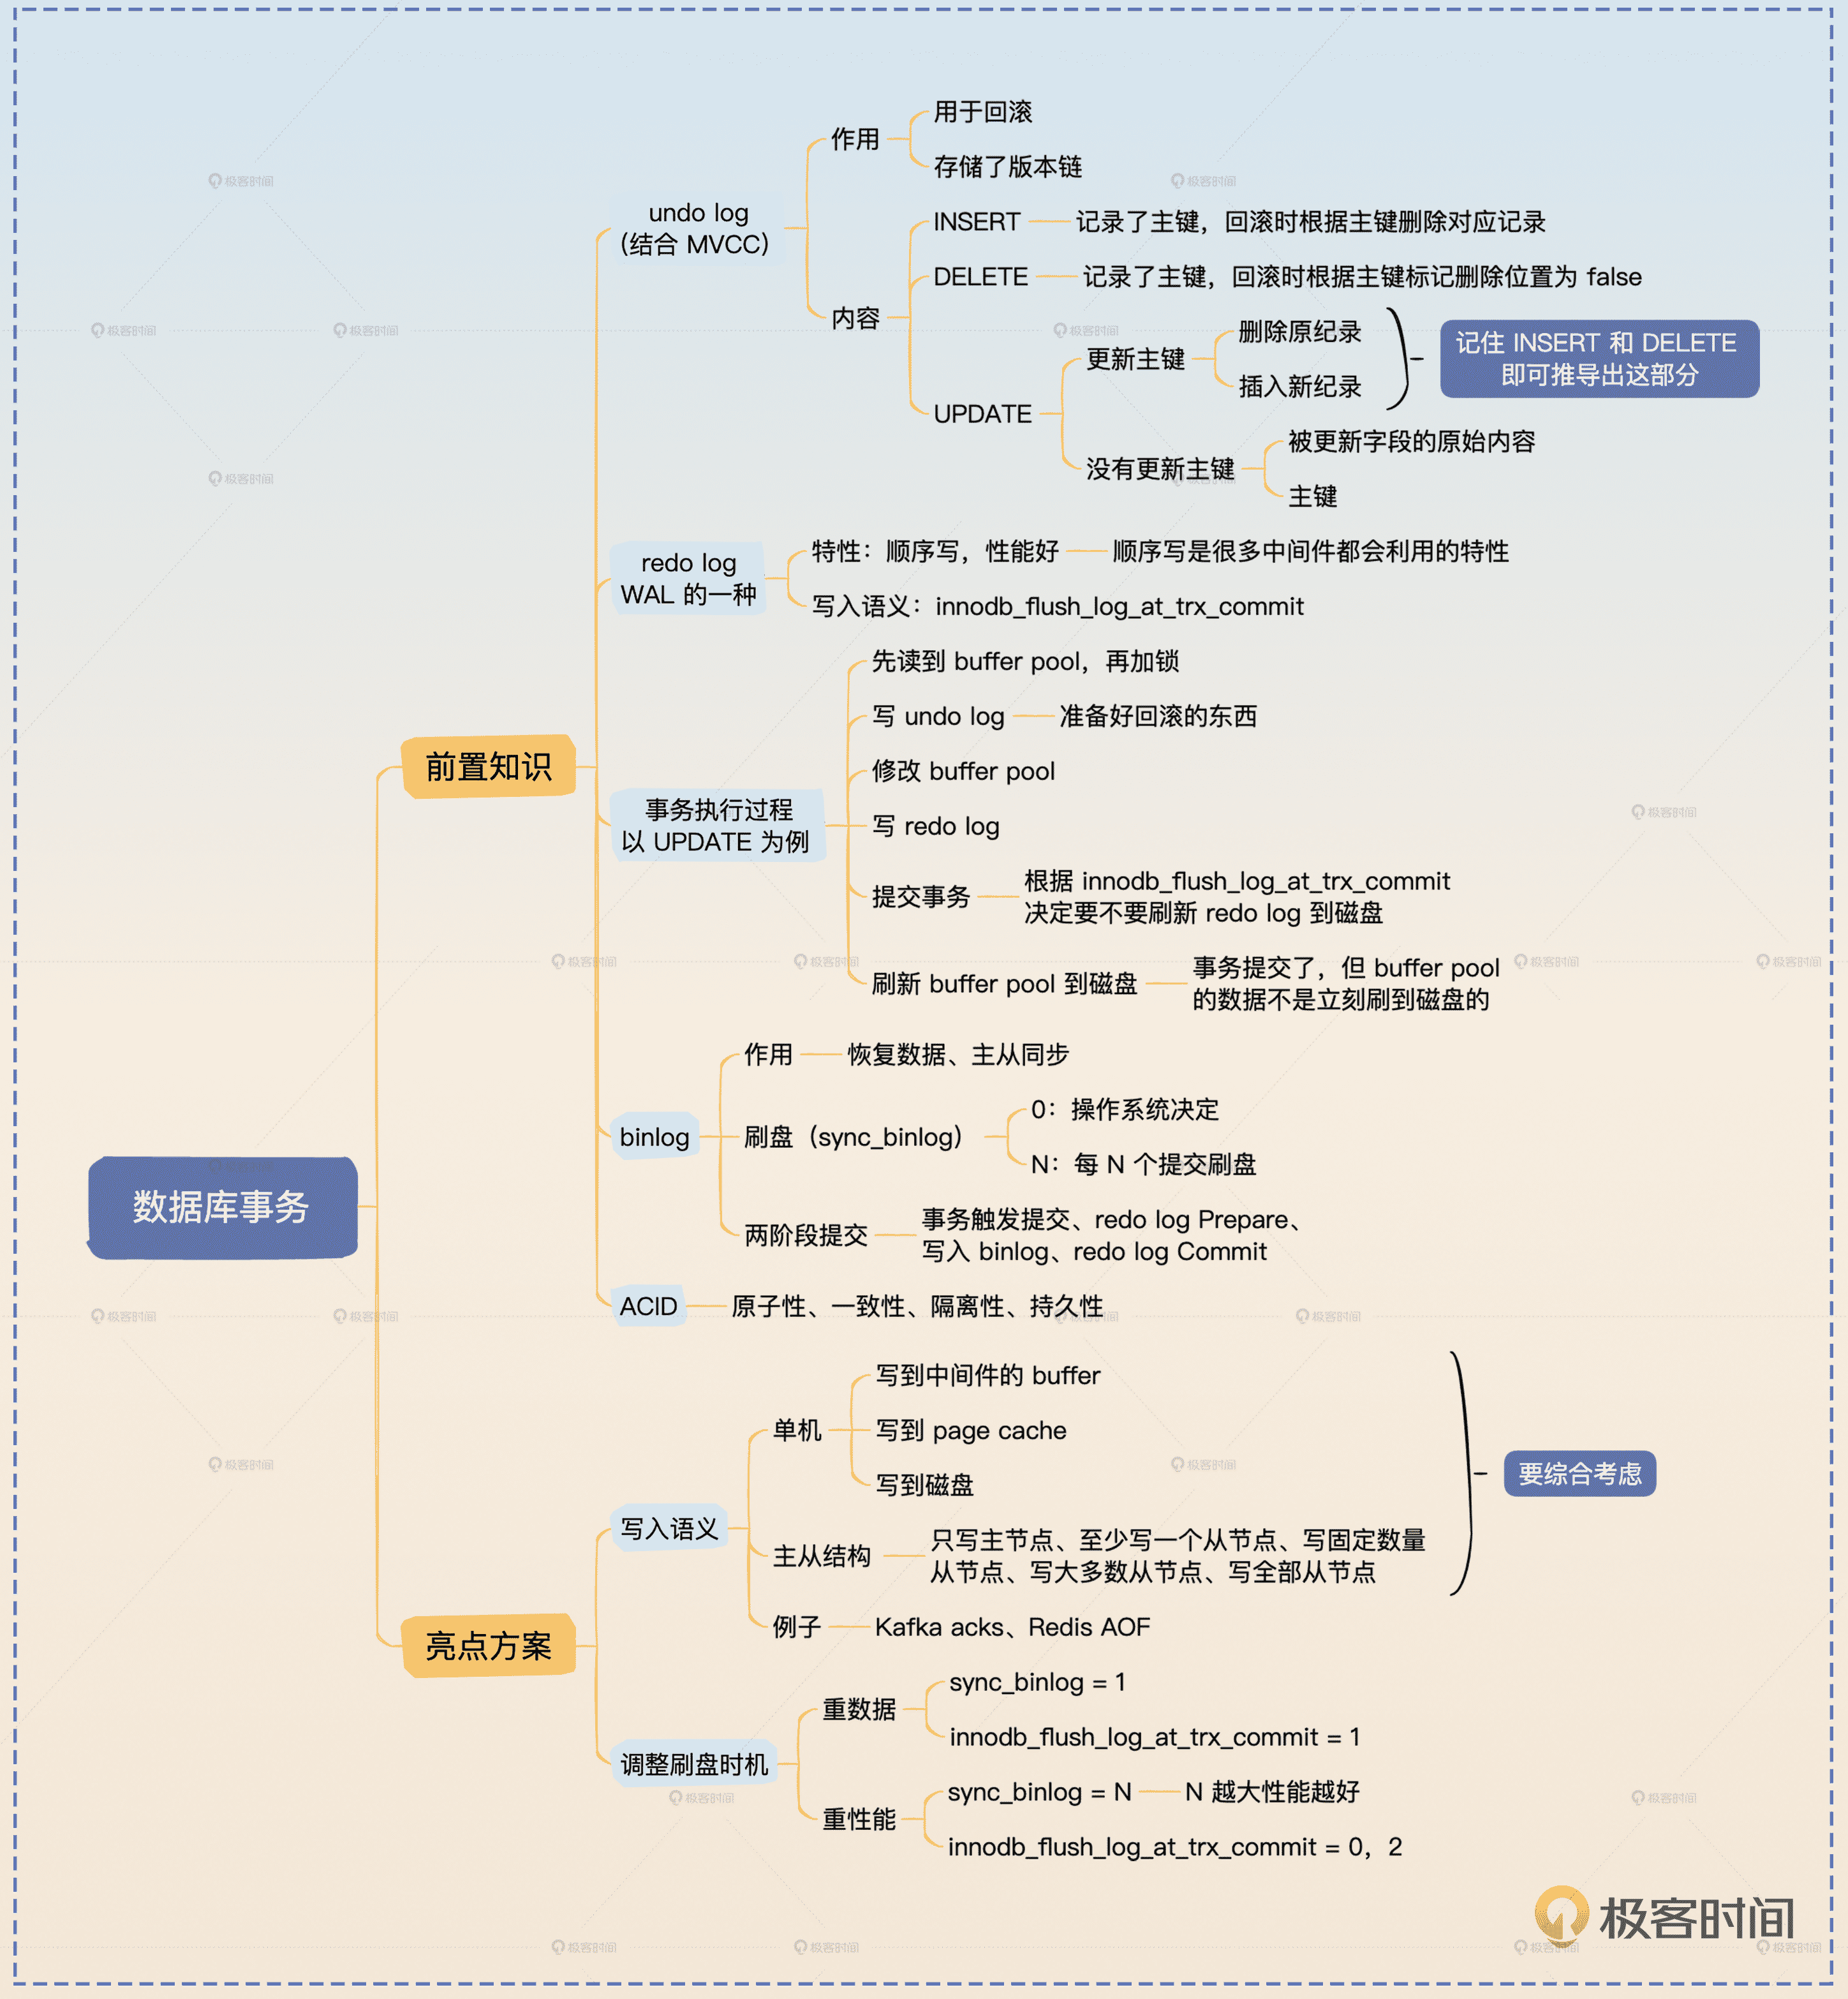 数据库事务
前置知识
undo log
（结合 MVCC）
作用
用于回滚
存储了版本链
内容
INSERT
记录了主键，回滚时根据主键删除对应记录
DELETE
记录了主键，回滚时根据主键标记删除位置为 false
UPDATE
更新主键
删除原纪录
插入新纪录
记住 INSERT 和 DELETE
即可推导出这部分
没有更新主键
被更新字段的原始内容
主键
redo log
WAL 的一种
特性：顺序写，性能好
顺序写是很多中间件都会利用的特性
写入语义：innodb_flush_log_at_trx_commit
事务执行过程
以 UPDATE 为例
先读到 buffer pool，再加锁
写 undo log
准备好回滚的东西
修改 buffer pool
写 redo log
提交事务
根据 innodb_flush_log_at_trx_commit
决定要不要刷新 redo log 到磁盘
刷新 buffer pool 到磁盘
事务提交了，但 buffer pool
的数据不是立刻刷到磁盘的
binlog
作用
恢复数据、主从同步
刷盘（sync_binlog）
0：操作系统决定
N：每 N 个提交刷盘
两阶段提交
事务触发提交、redo log Prepare、
写入 binlog、redo log Commit
ACID
原子性、一致性、隔离性、持久性
亮点方案
写入语义
单机
写到中间件的 buffer
写到 page cache
写到磁盘
主从结构
只写主节点、至少写一个从节点、写固定数量
从节点、写大多数从节点、写全部从节点
要综合考虑
例子
Kafka acks、Redis AOF
调整刷盘时机
重数据
sync_binlog = 1
innodb_flush_log_at_trx_commit = 1
重性能
sync_binlog = N
N 越大性能越好
innodb_flush_log_at_trx_commit = 0，2
极客时间